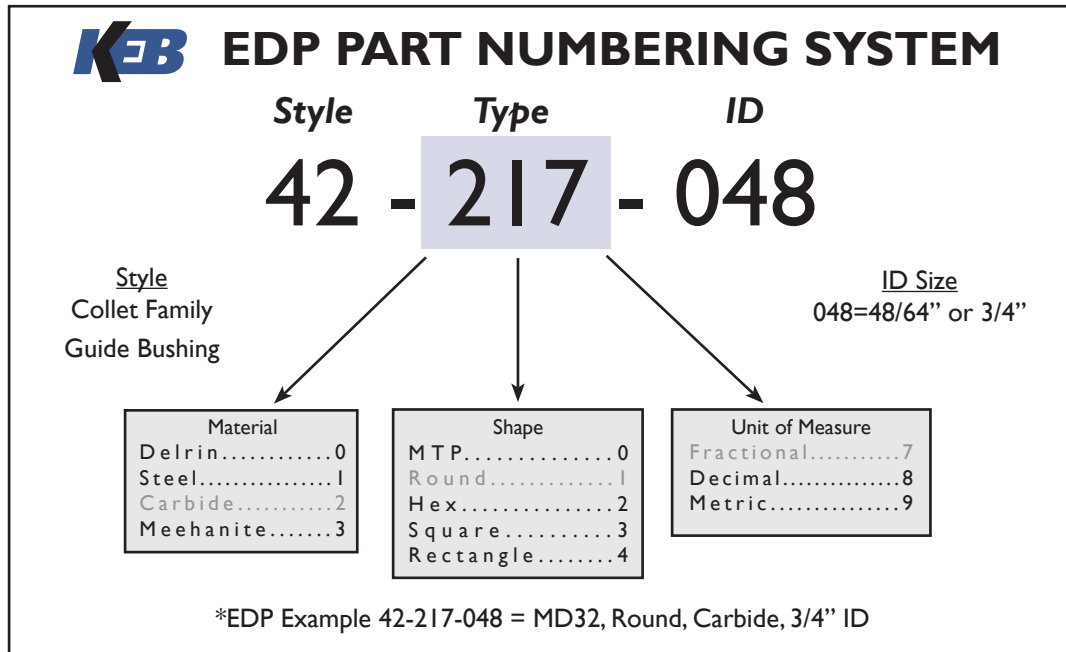 KEB EDP PART NUMBERING SYSTEM
Style Type ID
42 - 217 - 048
Style
Collet Family
Guide Bushing
ID Size
048=48/64” or 3/4”
Material
Delrin............0
Steel................1
Carbide...........2
Meehanite.......3
Shape
MTP...............0
Round.............1
Hex................2
Square...........3
Rectangle........4
Unit of Measure
Fractional...........7
Decimal..............8
Metric...............9
*EDP Example 42-217-048 = MD32, Round, Carbide, 3/4” ID